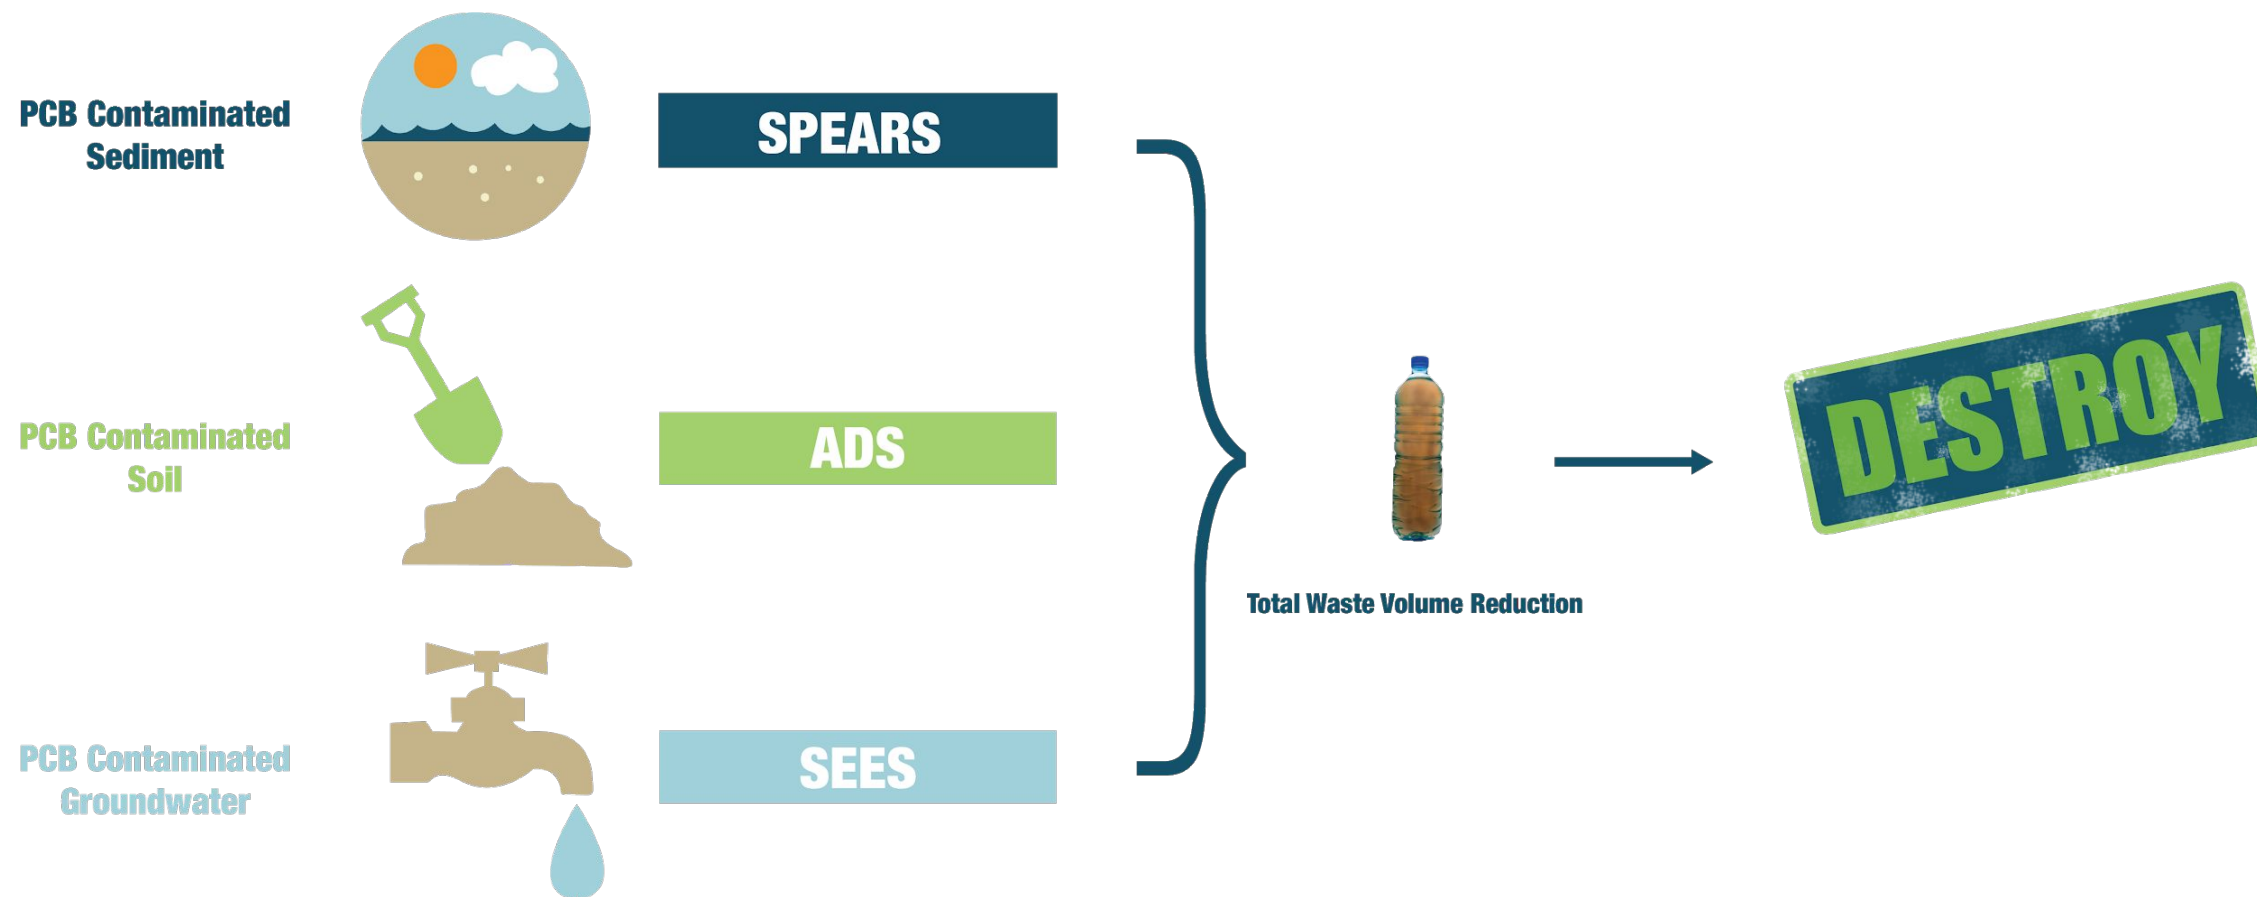 PCB Contaminated
Sediment
SPEARS
PCB Contaminated
Soil
ADS
PCB Contaminated
Groundwater
SEES
Total Waste Volume Reduction
DESTROY